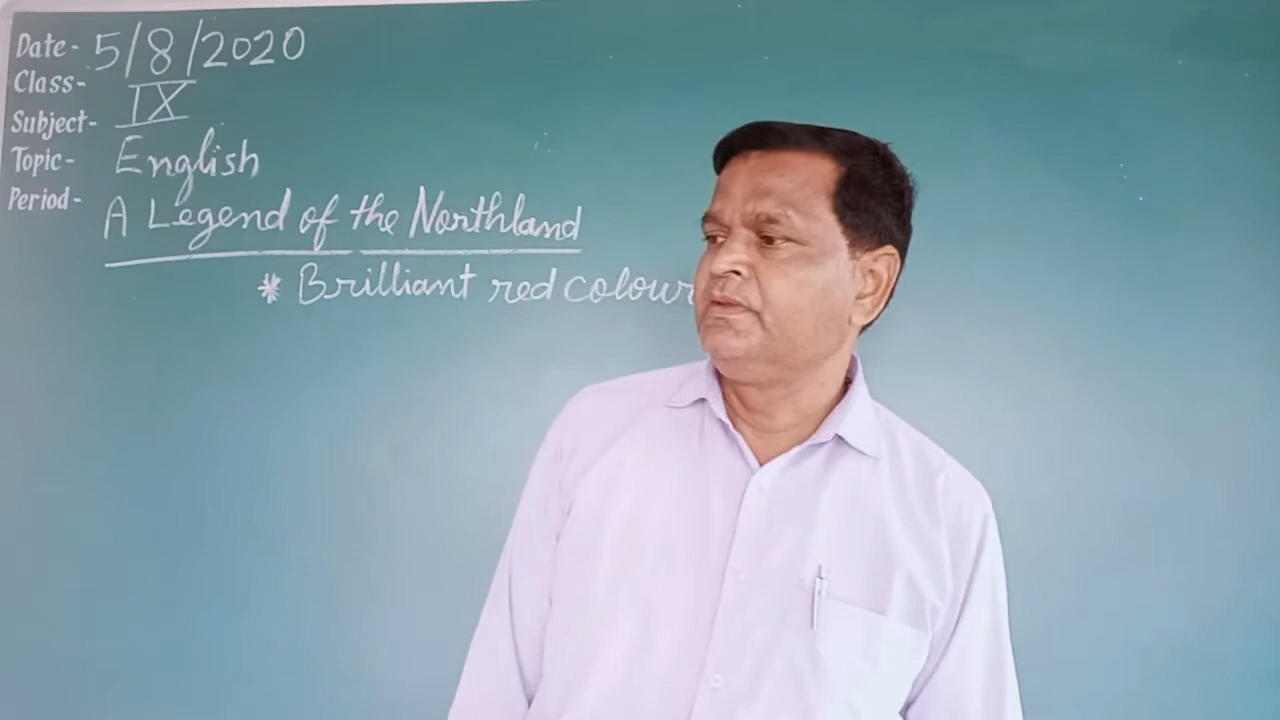 Date- 5/8/2020
Class- IX
Subject- English
Topic- A Legend of the Northland
Period-
* Brilliant red colour